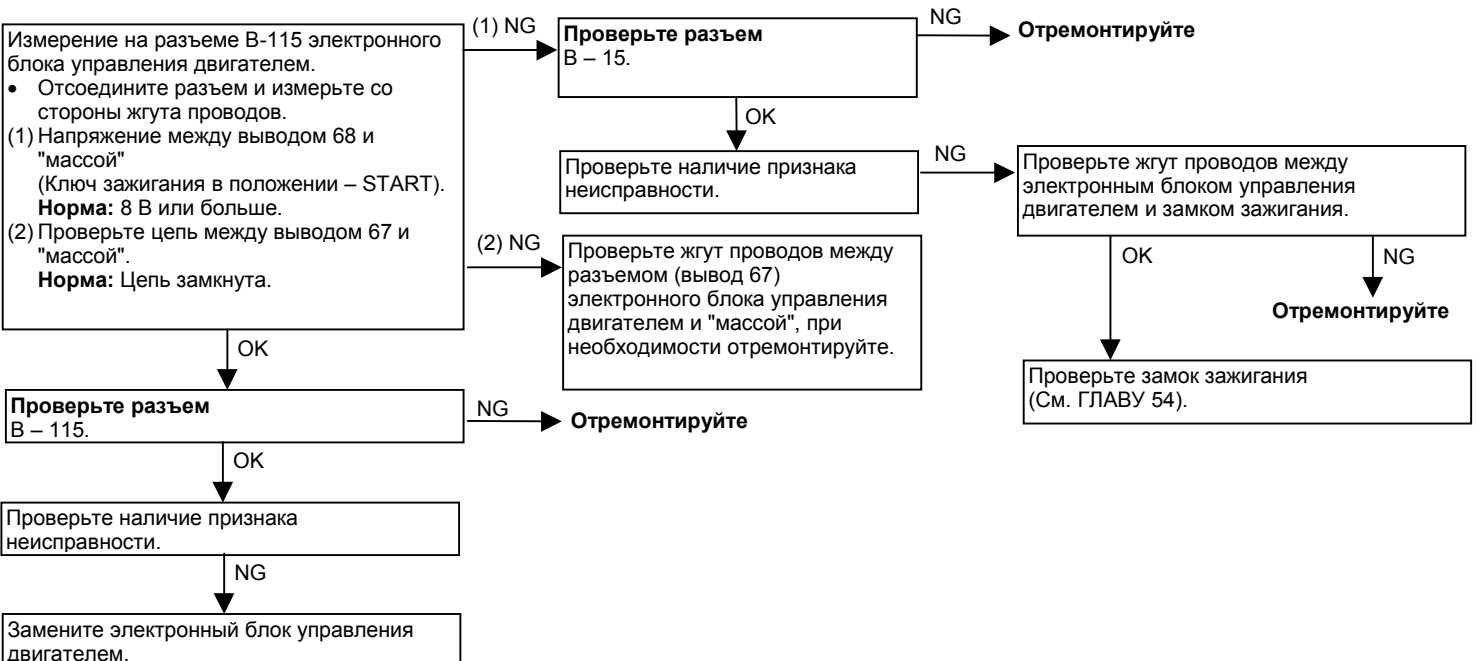 Измерение на разъеме В-115 электронного
блока управления двигателем.
• Отсоедините разъем и измерьте со
стороны жгута проводов.
(1) Напряжение между выводом 68 и
"массой"
(Ключ зажигания в положении – START).
Норма: 8 В или больше.
(2) Проверьте цепь между выводом 67 и
"массой".
Норма: Цепь замкнута.
(1) NG
Проверьте разъем
В – 15.
NG
Отремонтируйте
OK
Проверьте наличие признака
неисправности.
NG
Проверьте жгут проводов между
электронным блоком управления
двигателем и замком зажигания.
OK
NG
Отремонтируйте
Проверьте замок зажигания
(См. ГЛАВУ 54).
(2) NG
Проверьте жгут проводов между
разъемом (вывод 67)
электронного блока управления
двигателем и "массой", при
необходимости отремонтируйте.
OK
Проверьте разъем
В – 115.
NG
Отремонтируйте
OK
Проверьте наличие признака
неисправности.
NG
Замените электронный блок управления
двигателем.